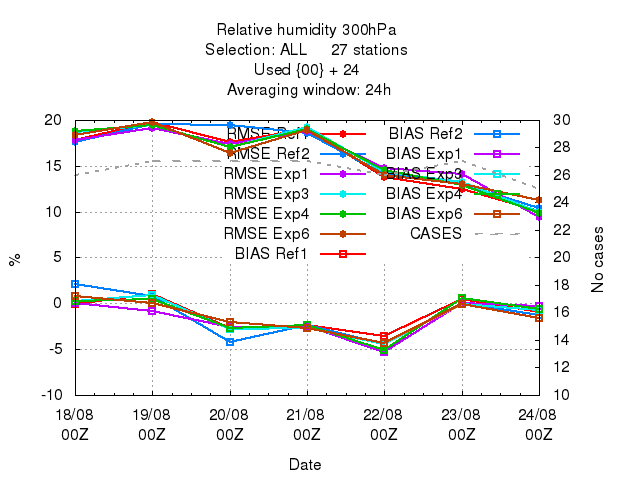 Relative humidity 300hPa
Selection: ALL 27 stations
Used {00} + 24
Averaging window: 24h
20
15
10
5
0
-5
-10
%
30
28
26
24
22
20
18
16
14
12
10
No cases
RMSE Ref1
RMSE Ref2
RMSE Exp1
RMSE Exp3
RMSE Exp4
RMSE Exp6
BIAS Ref1
BIAS Ref2
BIAS Exp1
BIAS Exp3
BIAS Exp4
BIAS Exp6
CASES
18/08 19/08 20/08 21/08 22/08 23/08 24/08
00Z 00Z 00Z 00Z 00Z 00Z 00Z
Date